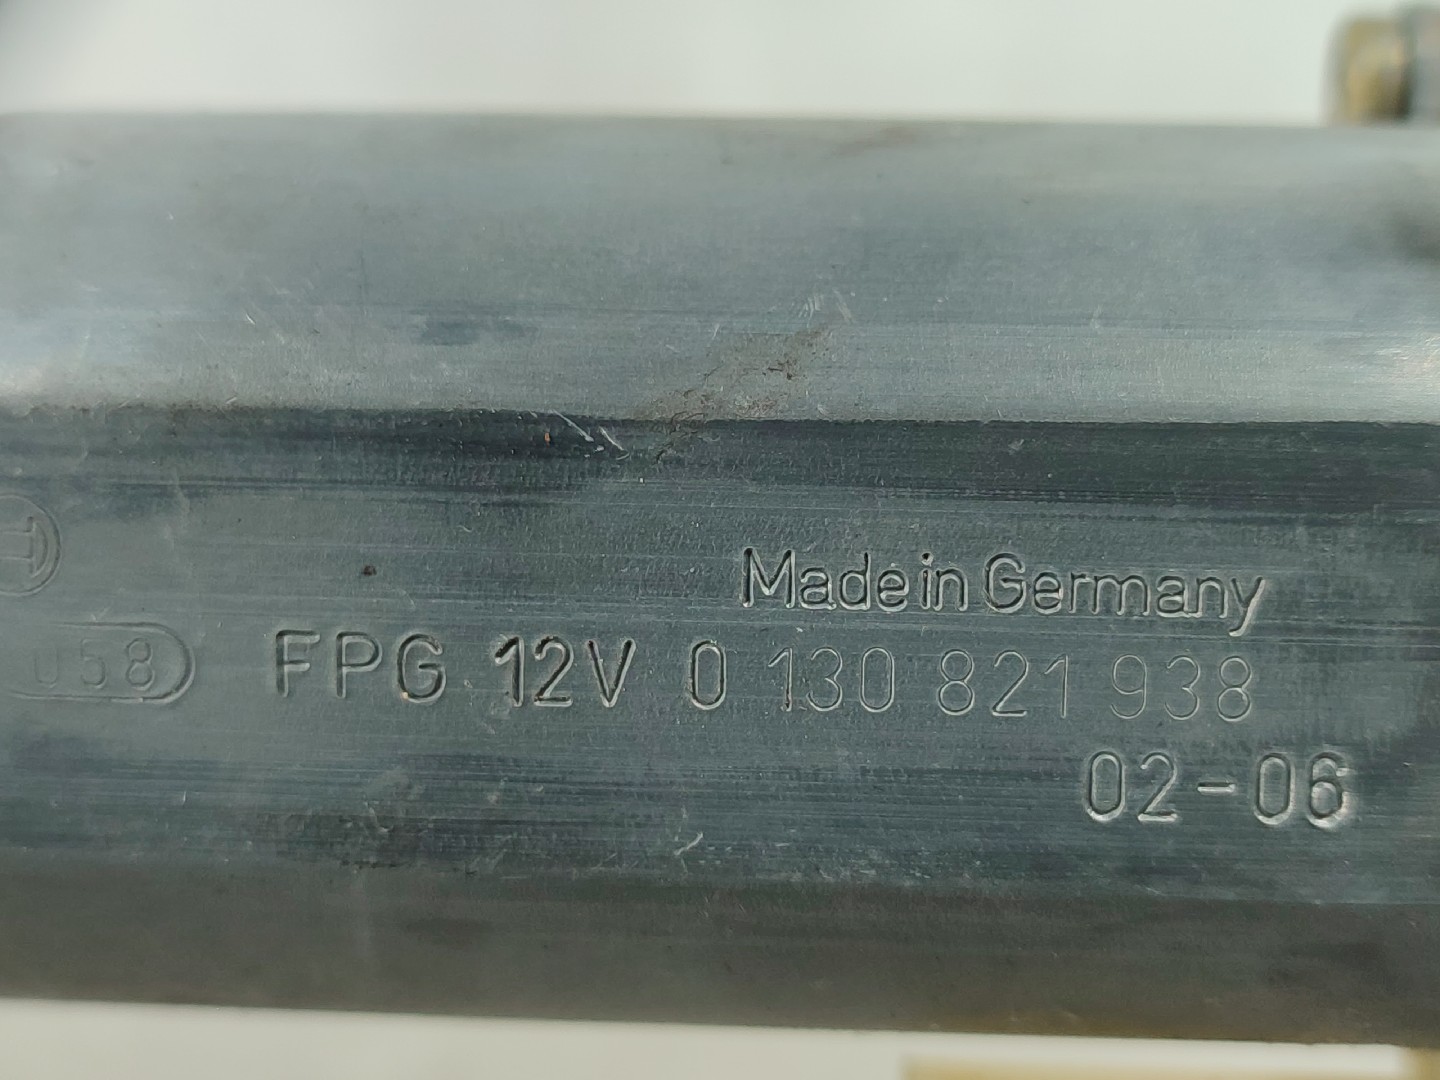 Made in Germany
058 FPG 12V 0 130 821 938
02-06